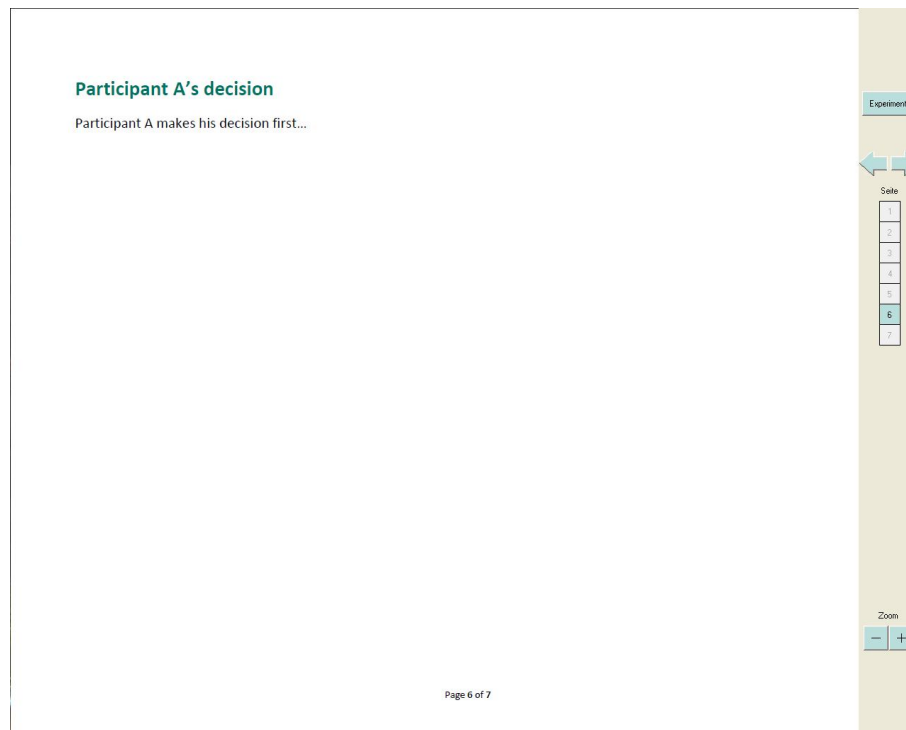 Participant A’s decision
Participant A makes his decision first...
Experiment
Seite
1
2
3
4
5
6
7
Zoom
− +
Page 6 of 7